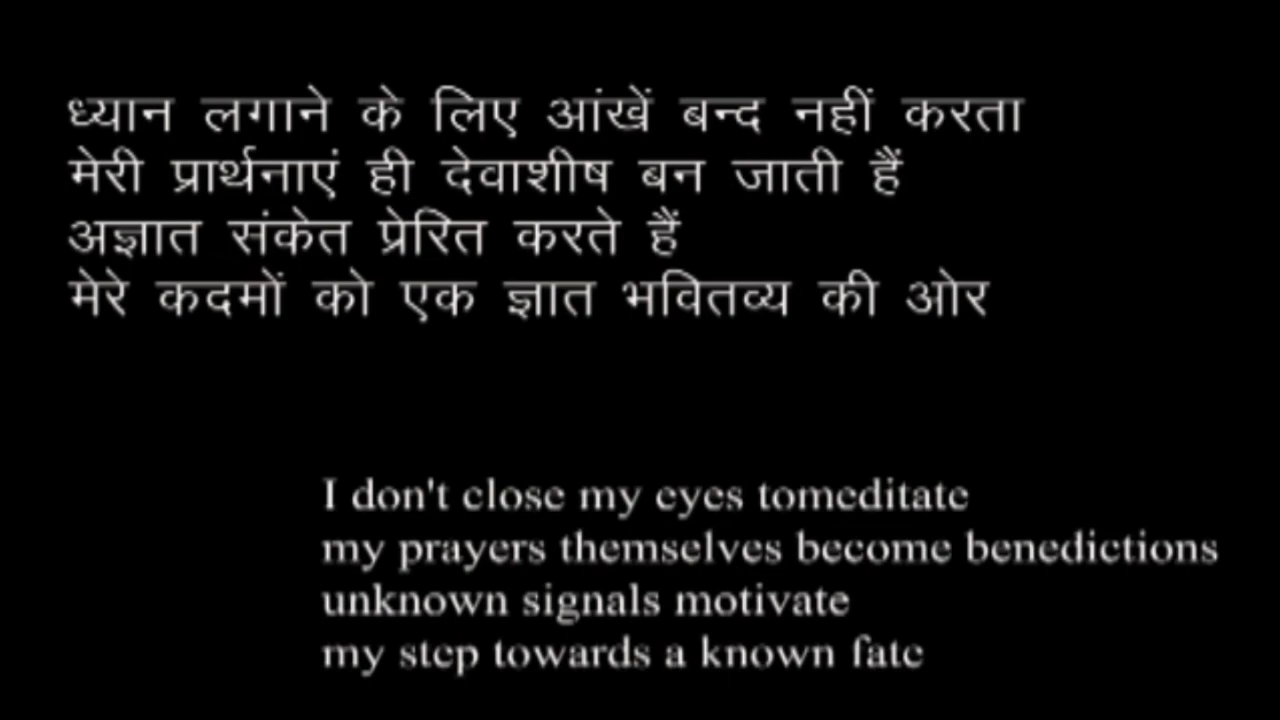 ध्यान लगाने के लिए आंखें बन्द नहीं करता
मेरी प्रार्थनाएं ही देवाशीष बन जाती हैं
अज्ञात संकेत प्रेरित करते हैं
मेरे कदमों को एक ज्ञात भवितव्य की ओर
I don't close my eyes tomeditate
my prayers themselves become benedictions
unknown signals motivate
my step towards a known fate